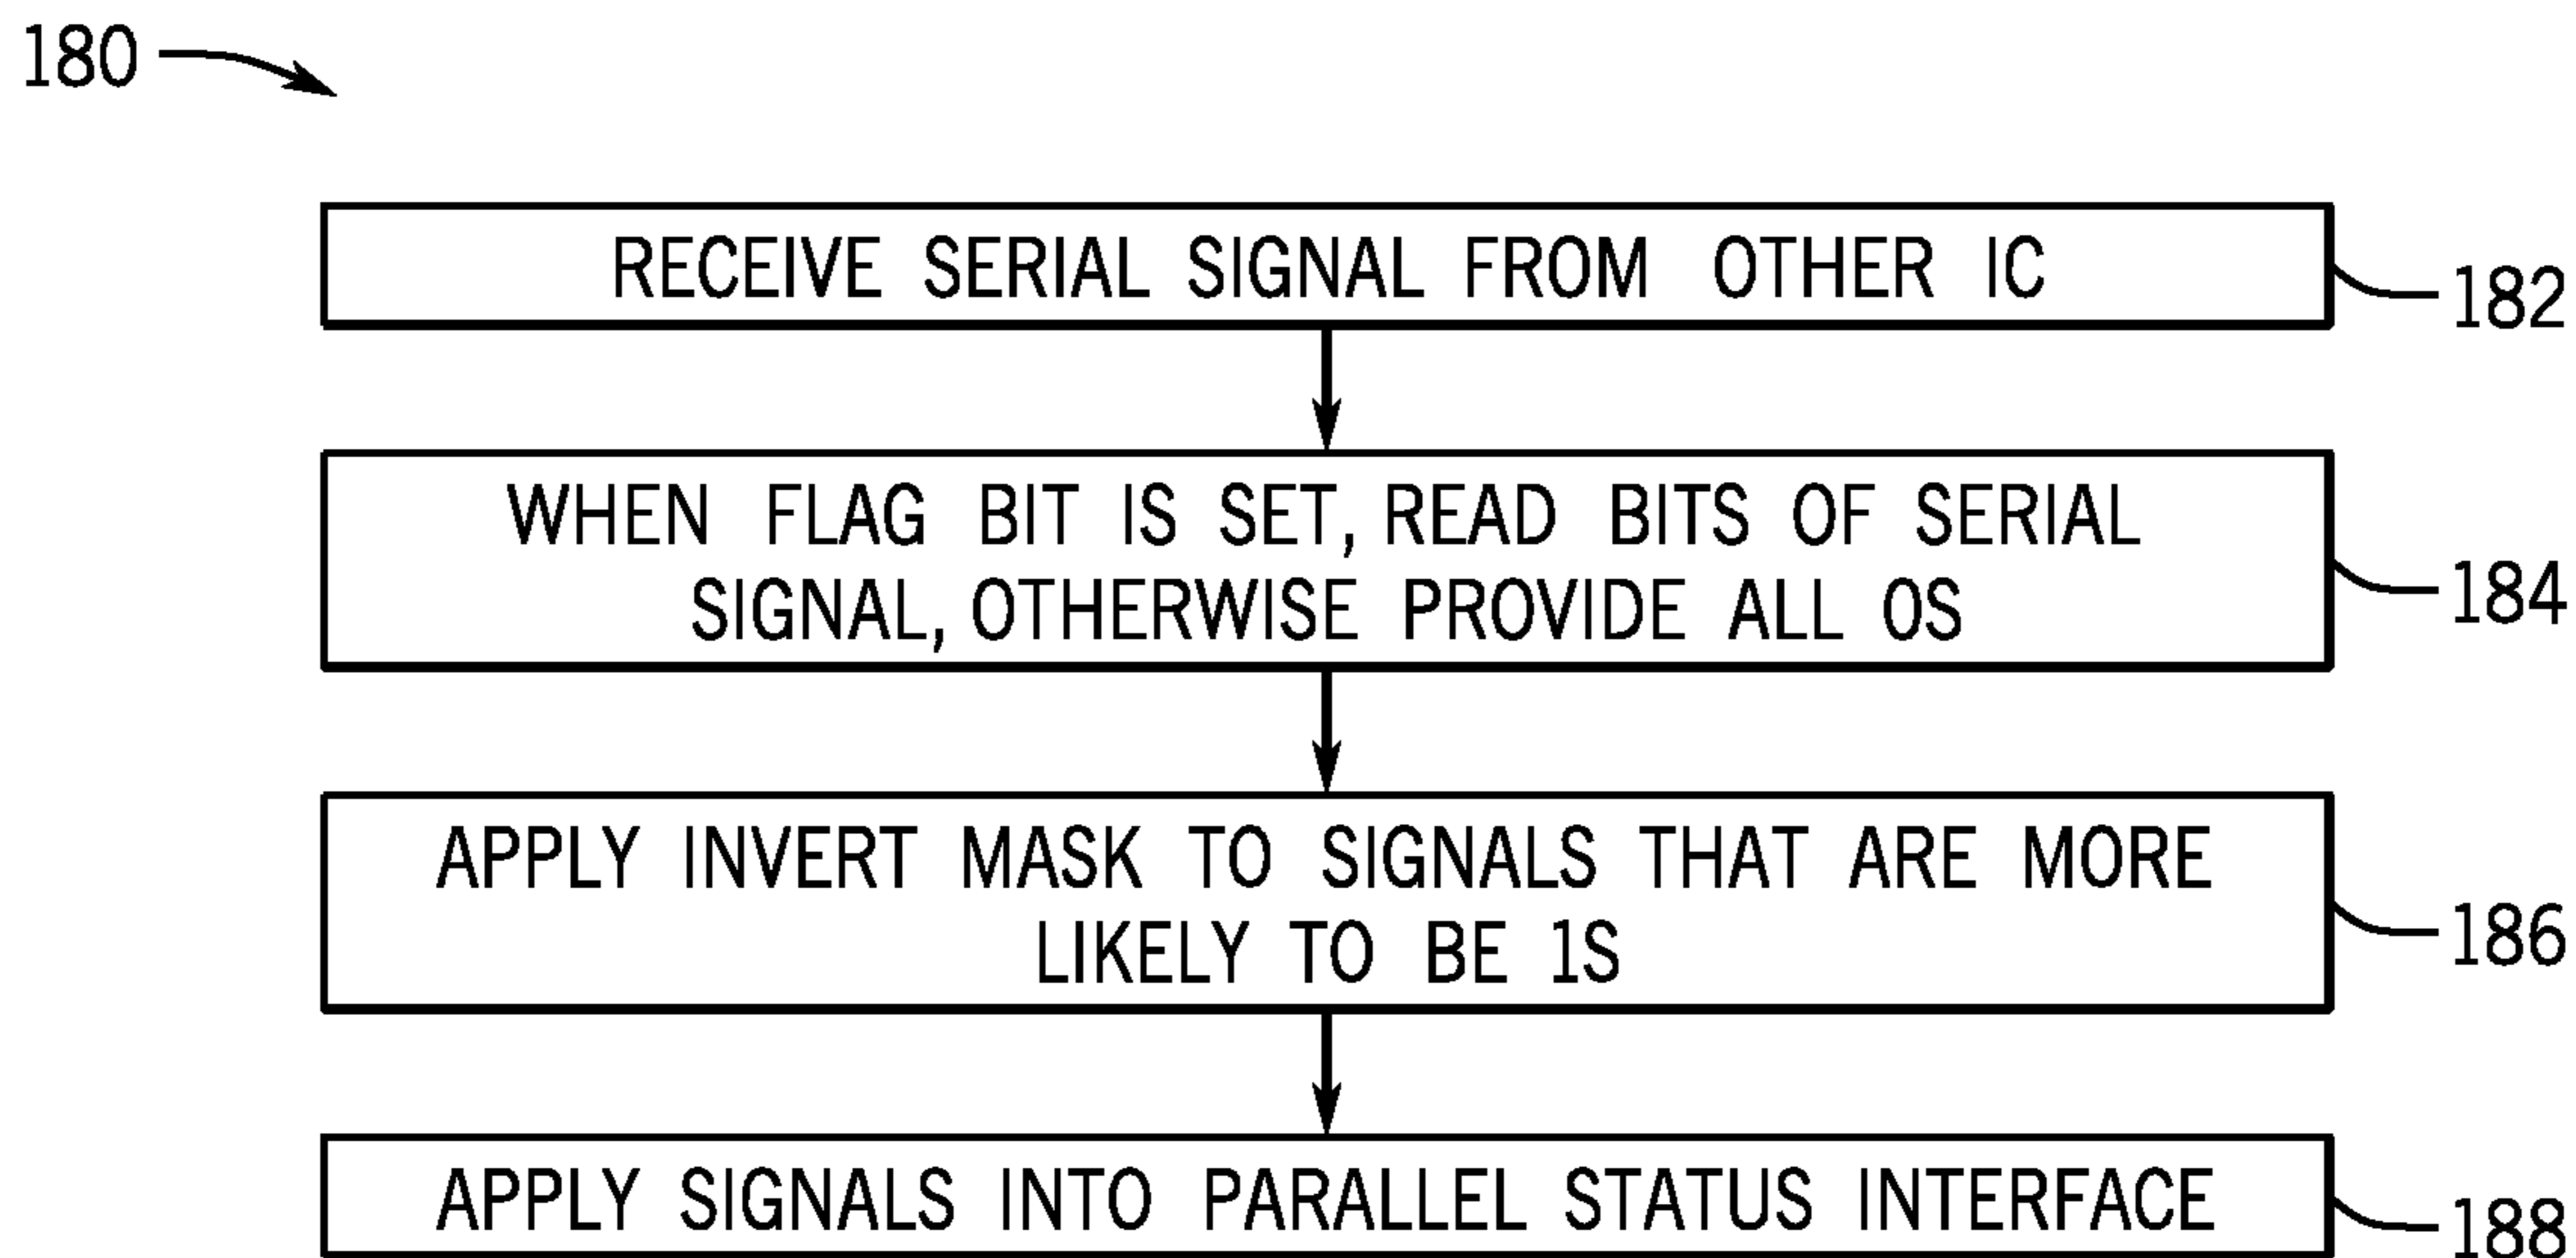 180
RECEIVE SERIAL SIGNAL FROM OTHER IC
182
WHEN FLAG BIT IS SET, READ BITS OF SERIAL
SIGNAL, OTHERWISE PROVIDE ALL 0S
184
APPLY INVERT MASK TO SIGNALS THAT ARE MORE
LIKELY TO BE 1S
186
APPLY SIGNALS INTO PARALLEL STATUS INTERFACE
188